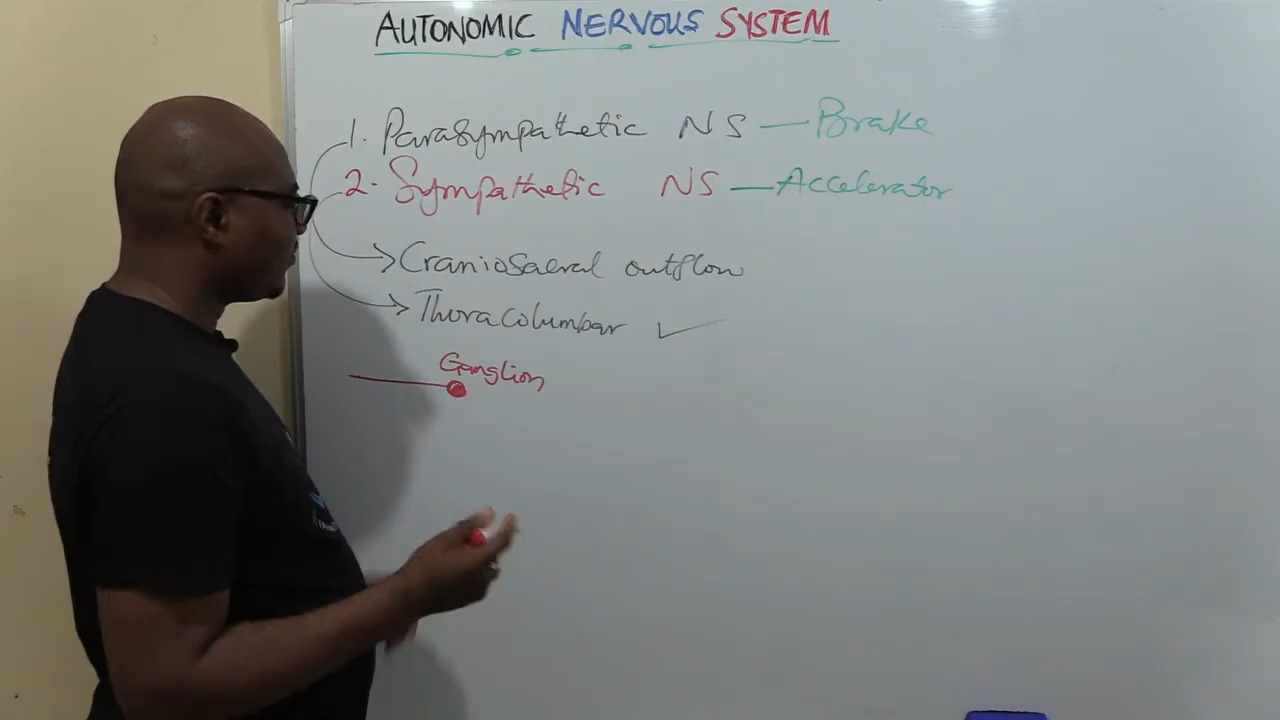 AUTONOMIC NERVOUS SYSTEM
1. Parasympathetic NS — Brake
2. Sympathetic NS — Accelerator
Craniosacral outflow
Thoracolumbar ✓
Ganglion